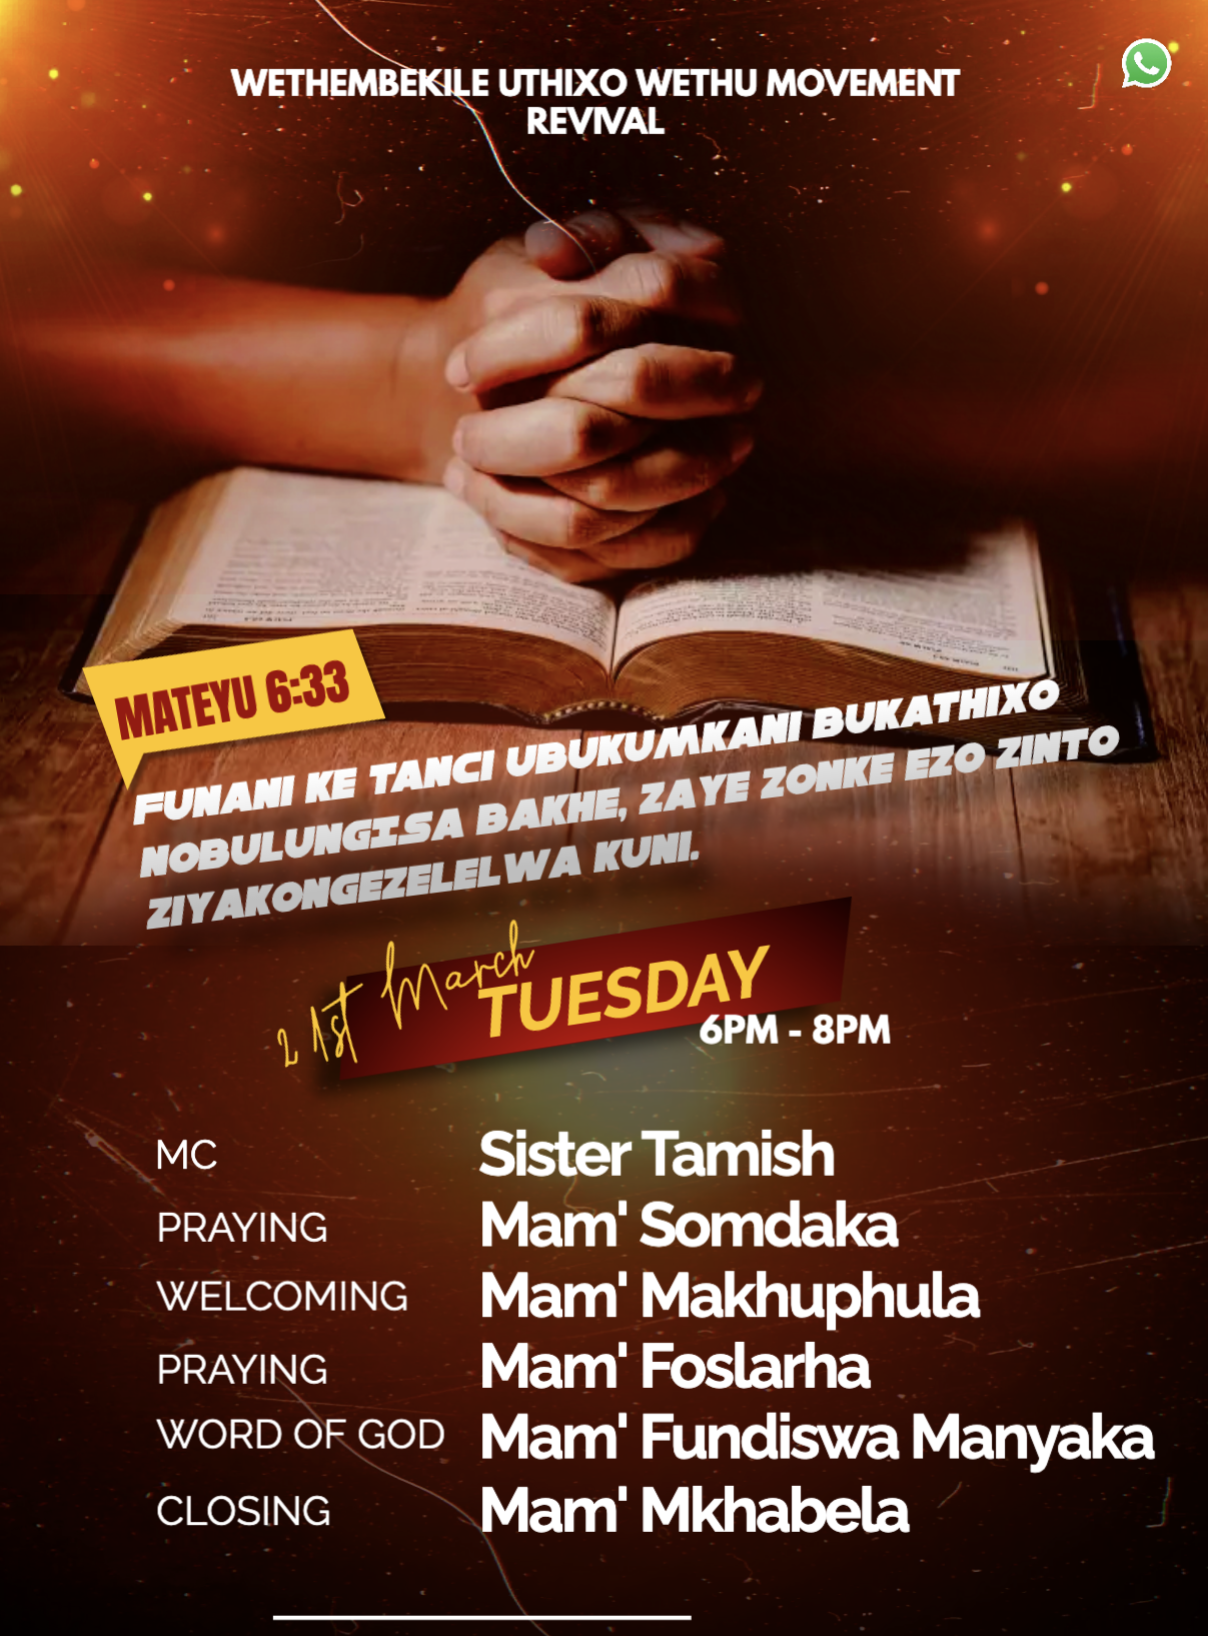 WETHEMBEKILE UTHIXO WETHU MOVEMENT
REVIVAL
MATEYU 6:33
FUNANI KE TANCI UBUKUMKANI BUKATHIXO
NOBULUNGISA BAKHE, ZAYE ZONKE EZO ZINTO
ZIYAKONGEZELELWA KUNI.
21st March
TUESDAY
6PM - 8PM
MC Sister Tamish
PRAYING Mam' Somdaka
WELCOMING Mam' Makhuphula
PRAYING Mam' Foslarha
WORD OF GOD Mam' Fundiswa Manyaka
CLOSING Mam' Mkhabela